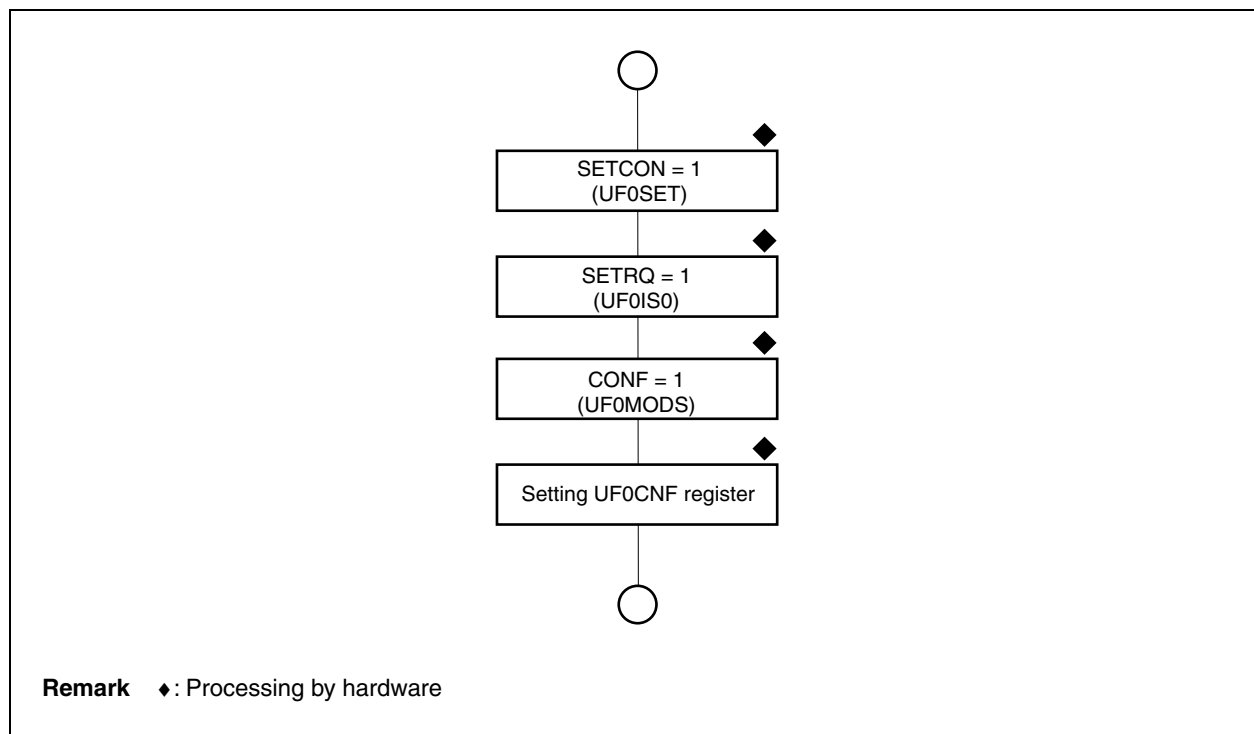 SETCON = 1
(UF0SET)
SETRQ = 1
(UF0IS0)
CONF = 1
(UF0MODS)
Setting UF0CNF register
Remark ♦: Processing by hardware